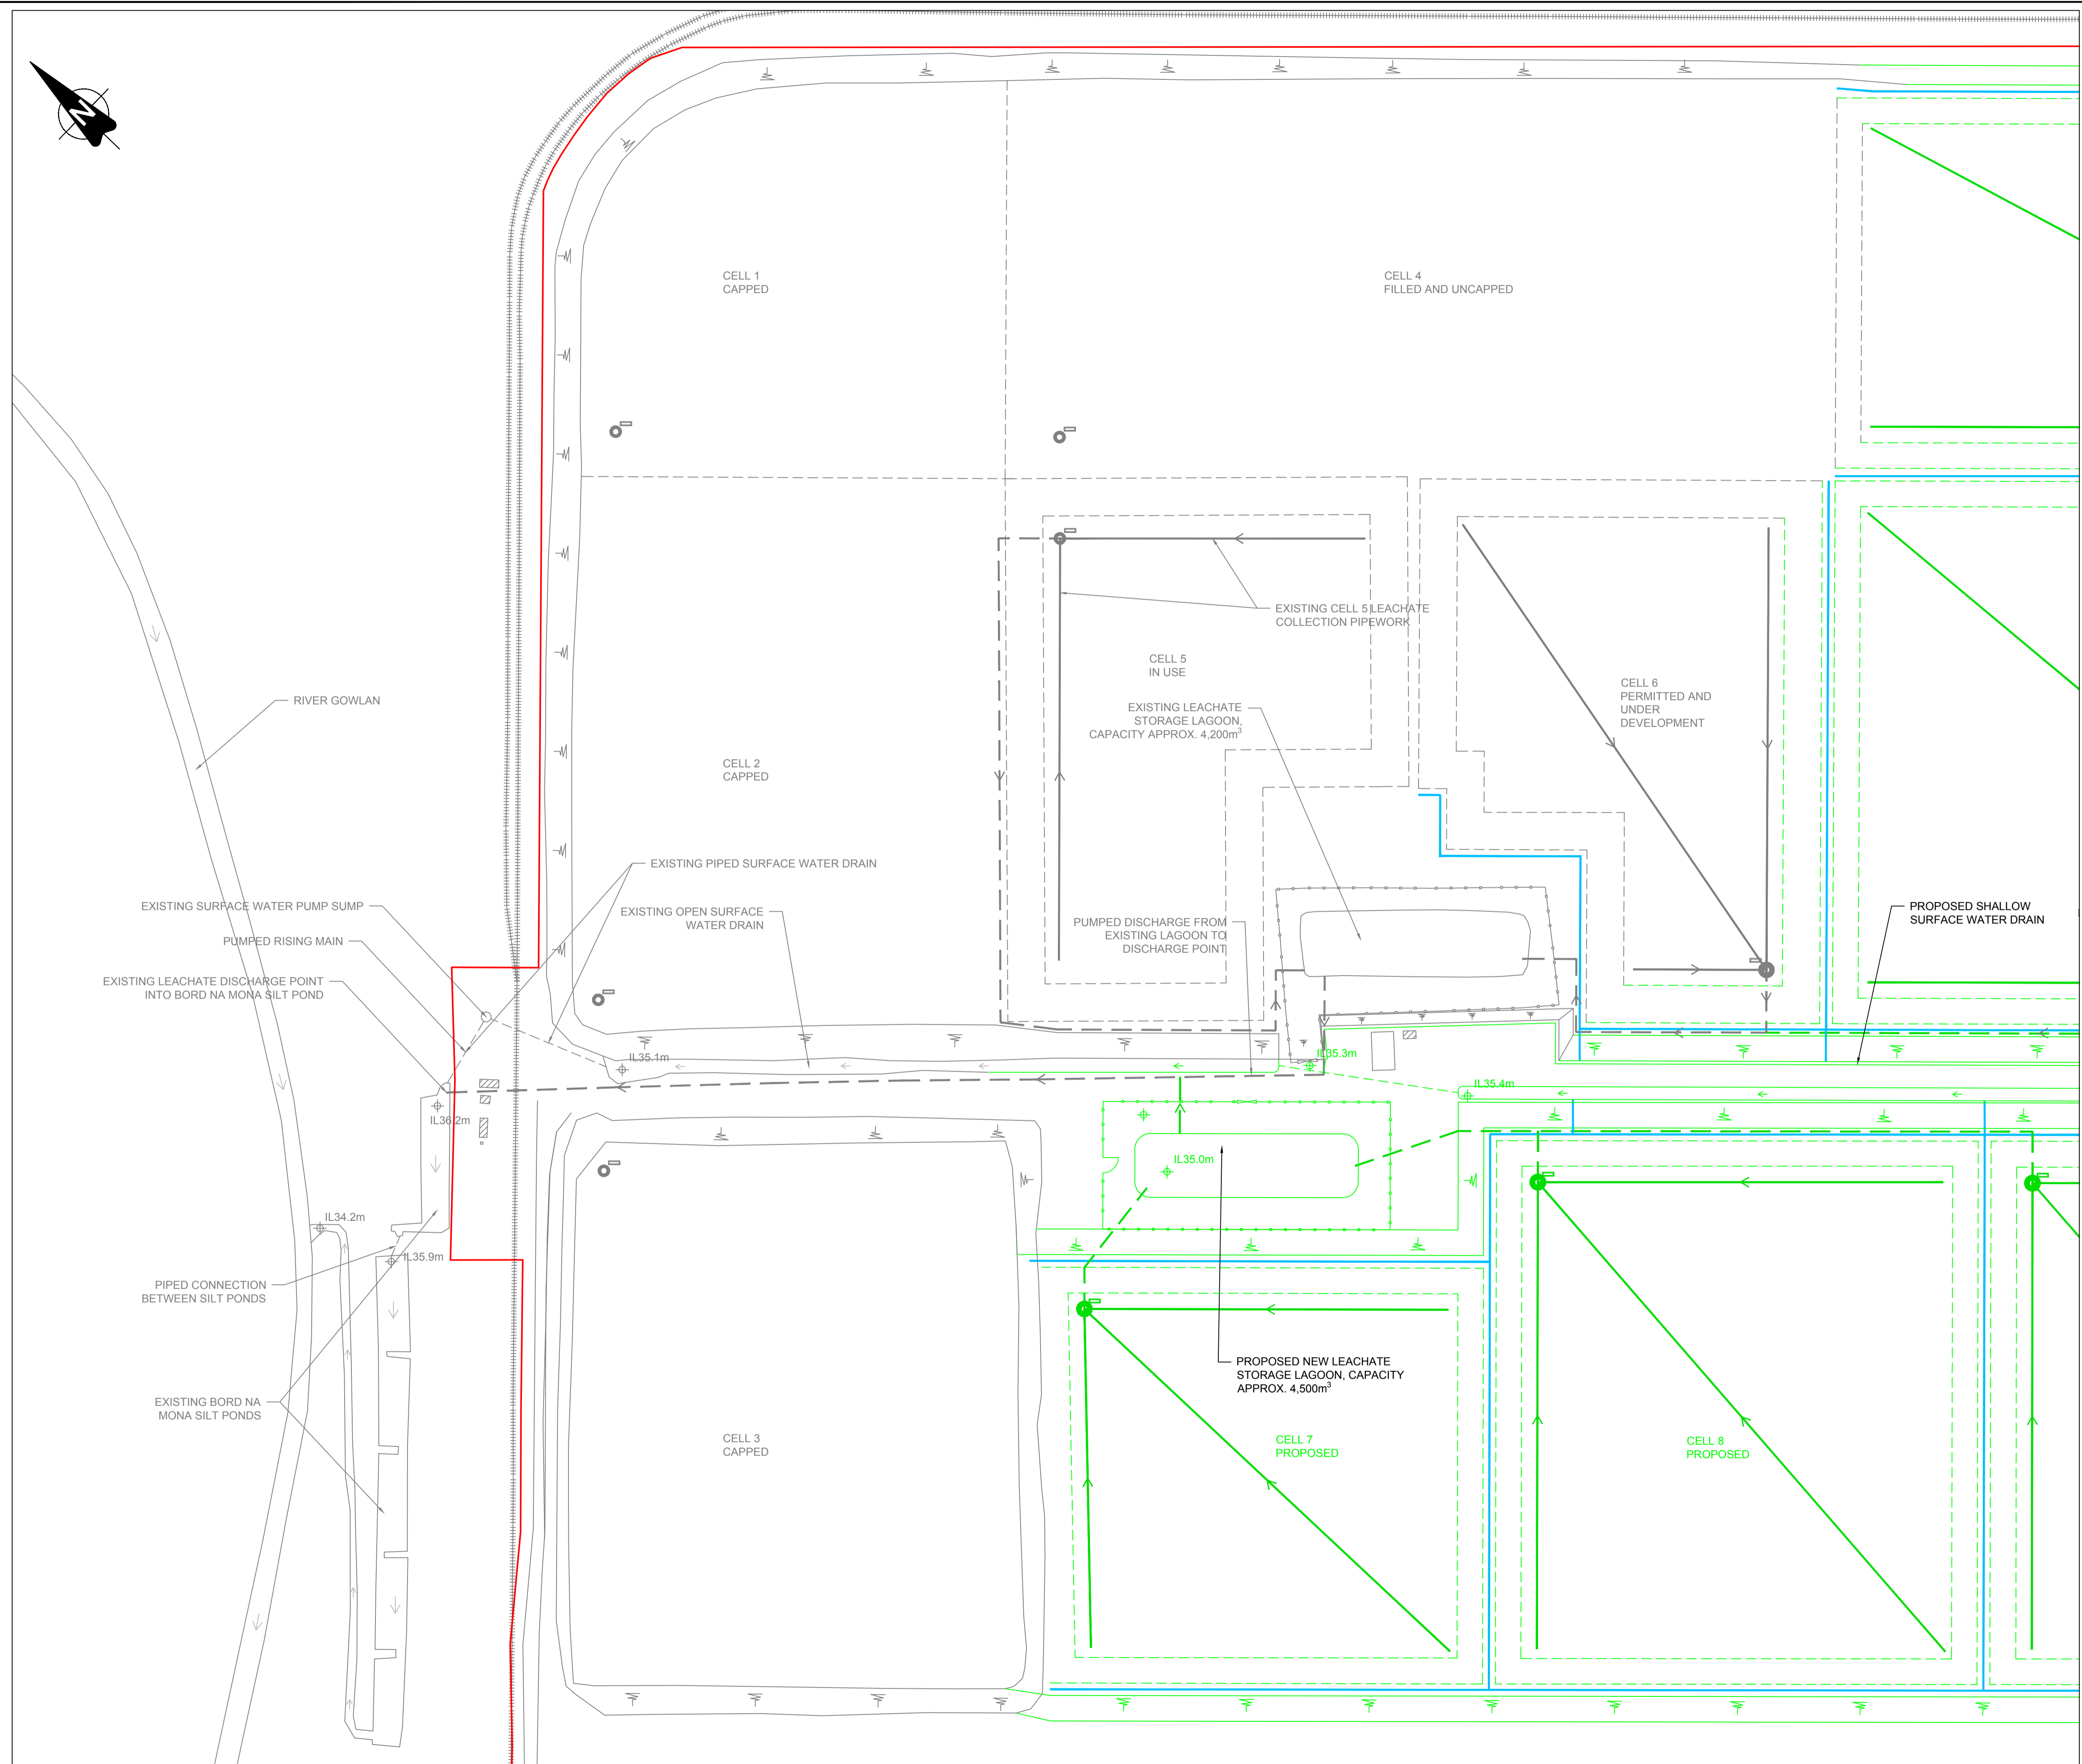 N
CELL 1
CAPPED
CELL 4
FILLED AND UNCAPPED
EXISTING CELL 5 LEACHATE
COLLECTION PIPEWORK
CELL 5
IN USE
CELL 6
PERMITTED AND
UNDER
DEVELOPMENT
RIVER GOWLAN
EXISTING LEACHATE
STORAGE LAGOON,
CAPACITY APPROX. 4,200m³
CELL 2
CAPPED
EXISTING PIPED SURFACE WATER DRAIN
EXISTING SURFACE WATER PUMP SUMP
EXISTING OPEN SURFACE
WATER DRAIN
PUMPED DISCHARGE FROM
EXISTING LAGOON TO
DISCHARGE POINT
PROPOSED SHALLOW
SURFACE WATER DRAIN
PUMPED RISING MAIN
EXISTING LEACHATE DISCHARGE POINT
INTO BORD NA MONA SILT POND
IL35.1m
IL35.3m
IL35.4m
IL36.2m
IL35.0m
IL34.2m
IL35.9m
PIPED CONNECTION
BETWEEN SILT PONDS
PROPOSED NEW LEACHATE
STORAGE LAGOON, CAPACITY
APPROX. 4,500m³
EXISTING BORD NA
MONA SILT PONDS
CELL 3
CAPPED
CELL 7
PROPOSED
CELL 8
PROPOSED